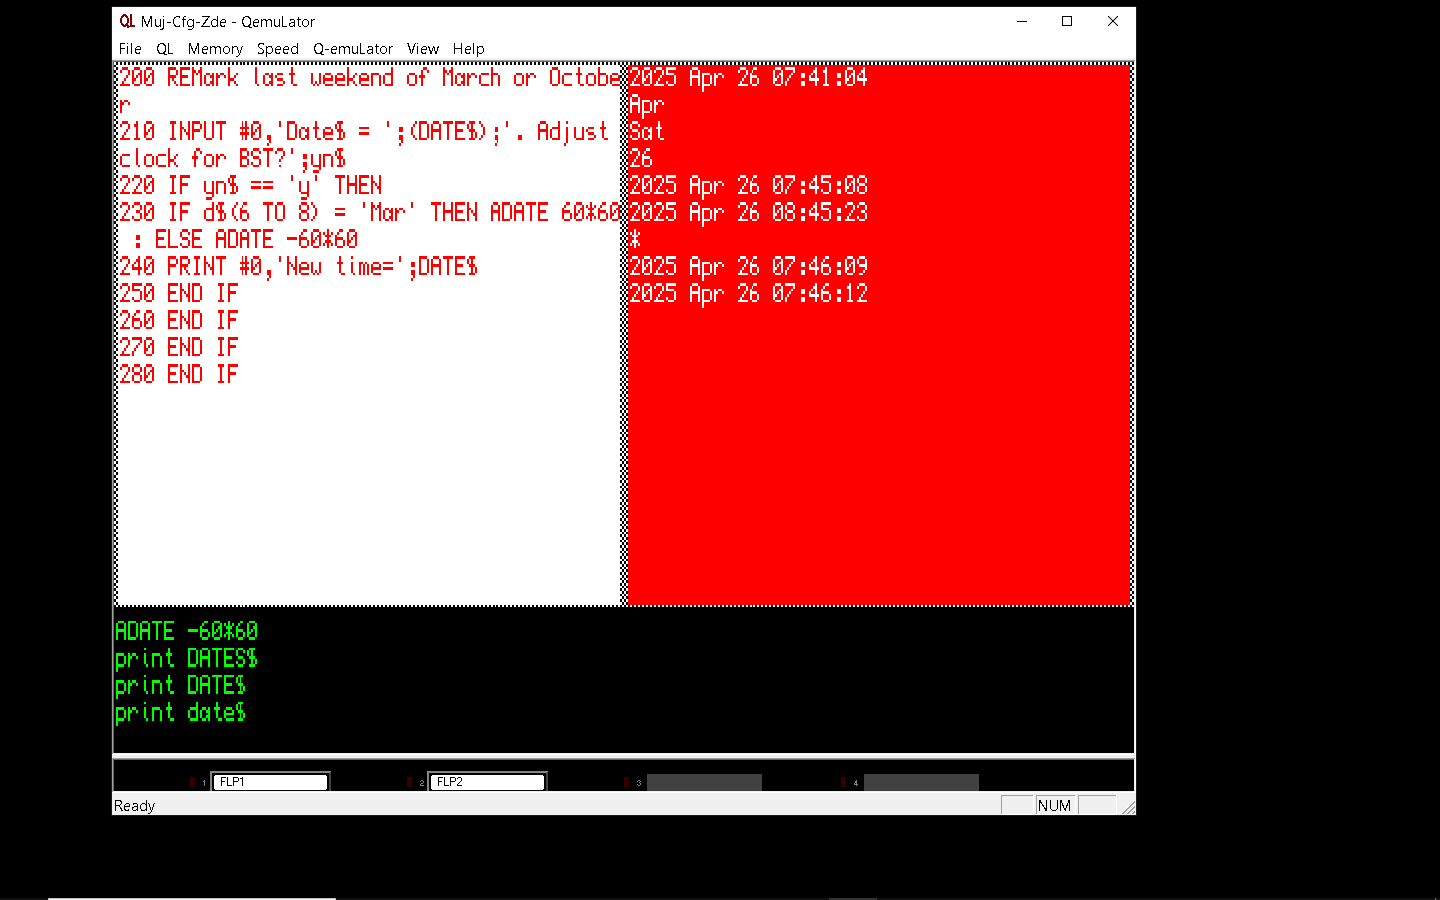 QL Muj-Cfg-Zde - QemuLator
File QL Memory Speed Q-emuLator View Help
200 REMark last weekend of March or Octobe
r
210 INPUT #0,'Date$ = ';(DATE$);'. Adjust
clock for BST?';yn$
220 IF yn$ == 'y' THEN
230 IF d$(6 TO 8) = 'Mar' THEN ADATE 60*60
: ELSE ADATE -60*60
240 PRINT #0,'New time=';DATE$
250 END IF
260 END IF
270 END IF
280 END IF
2025 Apr 26 07:41:04
Apr
Sat
26
2025 Apr 26 07:45:08
2025 Apr 26 08:45:23
*
2025 Apr 26 07:46:09
2025 Apr 26 07:46:12
ADATE -60*60
print DATES$
print DATE$
print date$
1 FLP1 2 FLP2 3 4
Ready NUM